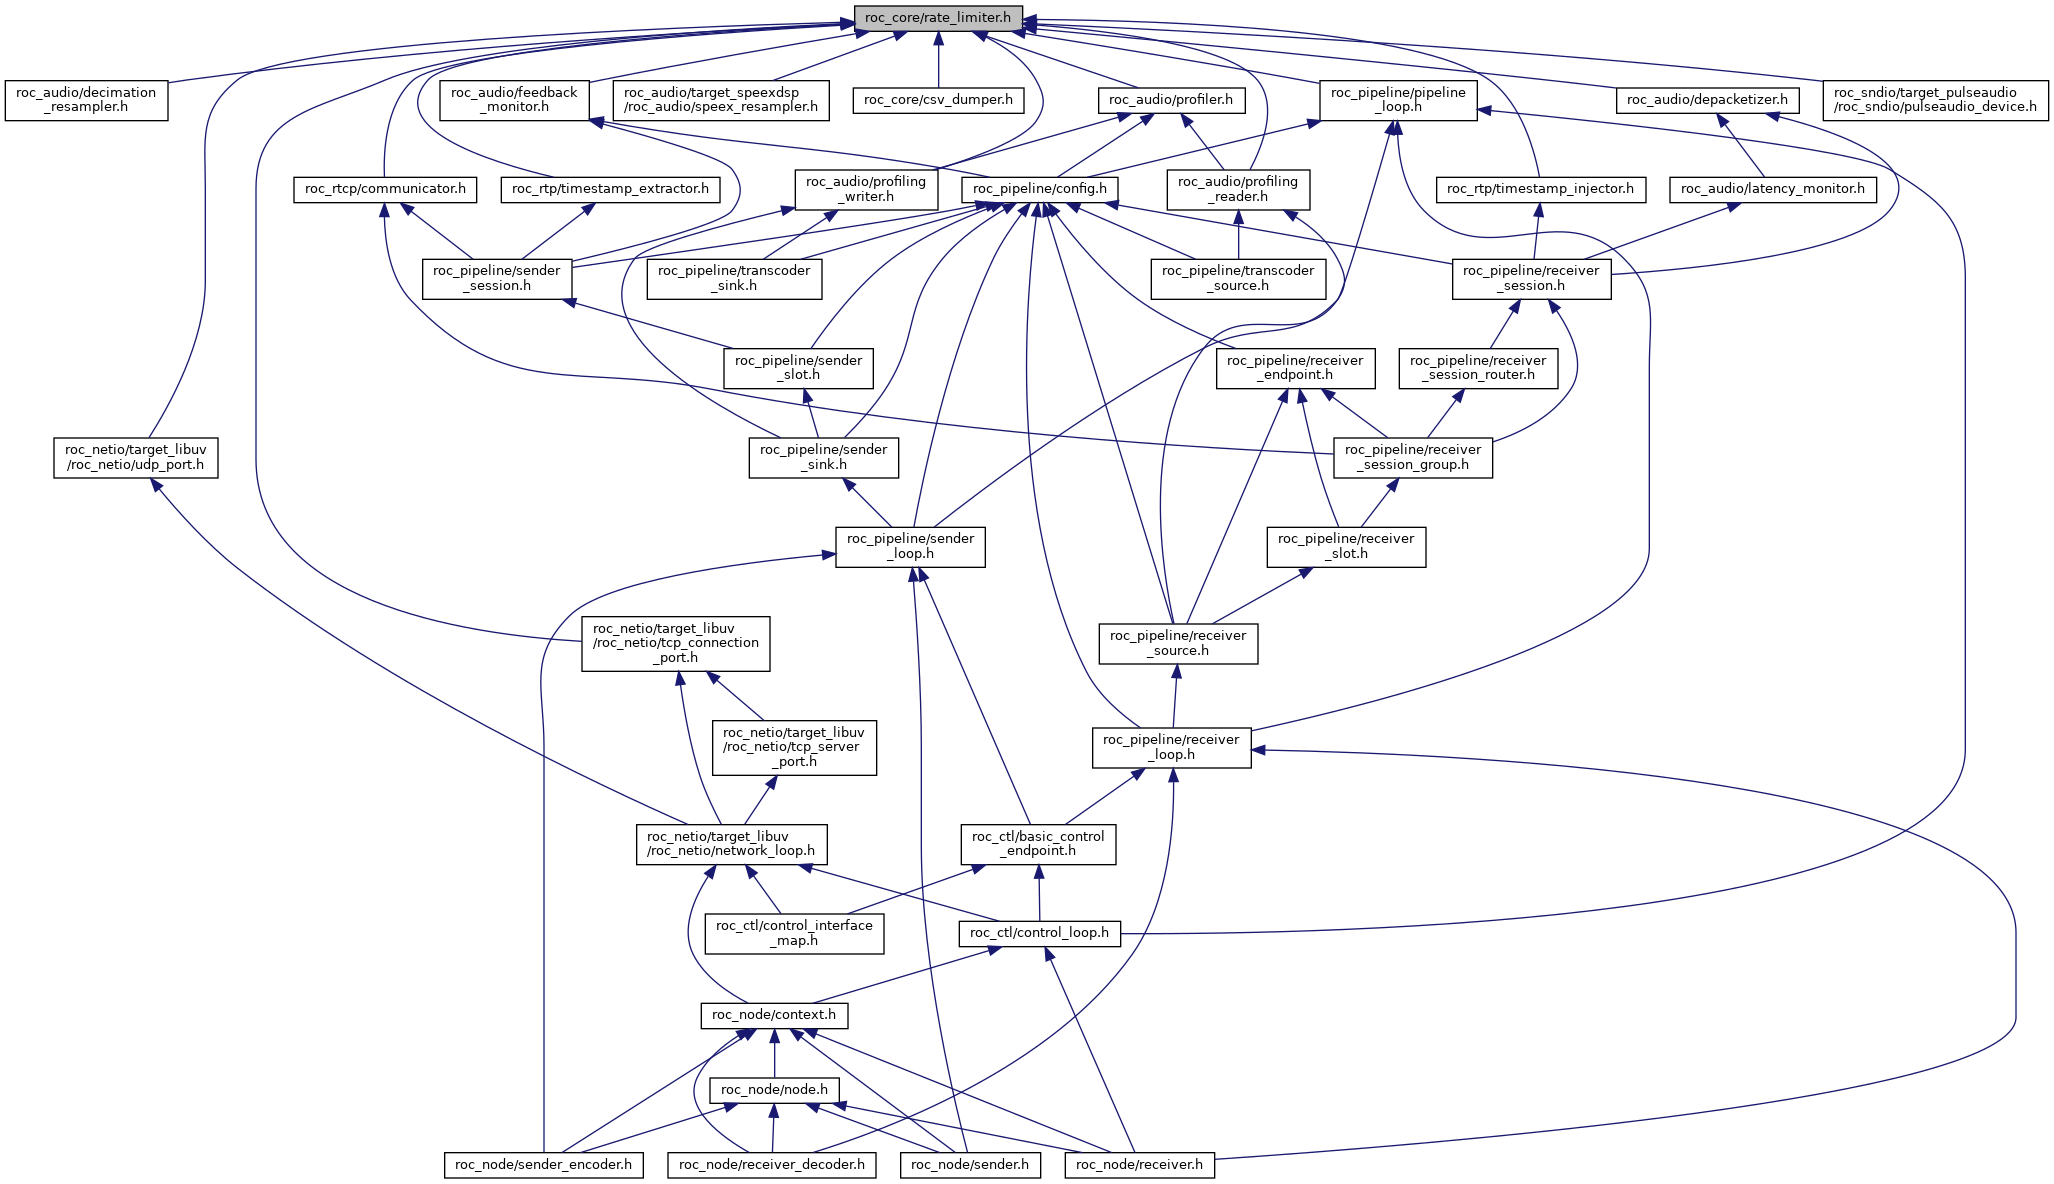 roc_core/rate_limiter.h
roc_audio/decimation
_resampler.h
roc_audio/feedback
_monitor.h
roc_audio/target_speexdsp
/roc_audio/speex_resampler.h
roc_core/csv_dumper.h
roc_audio/profiler.h
roc_pipeline/pipeline
_loop.h
roc_audio/depacketizer.h
roc_sndio/target_pulseaudio
/roc_sndio/pulseaudio_device.h
roc_rtcp/communicator.h
roc_rtp/timestamp_extractor.h
roc_audio/profiling
_writer.h
roc_pipeline/config.h
roc_audio/profiling
_reader.h
roc_rtp/timestamp_injector.h
roc_audio/latency_monitor.h
roc_pipeline/sender
_session.h
roc_pipeline/transcoder
_sink.h
roc_pipeline/transcoder
_source.h
roc_pipeline/receiver
_session.h
roc_pipeline/sender
_slot.h
roc_pipeline/receiver
_endpoint.h
roc_pipeline/receiver
_session_router.h
roc_netio/target_libuv
/roc_netio/udp_port.h
roc_pipeline/sender
_sink.h
roc_pipeline/receiver
_session_group.h
roc_pipeline/sender
_loop.h
roc_pipeline/receiver
_slot.h
roc_netio/target_libuv
/roc_netio/tcp_connection
_port.h
roc_pipeline/receiver
_source.h
roc_netio/target_libuv
/roc_netio/tcp_server
_port.h
roc_pipeline/receiver
_loop.h
roc_netio/target_libuv
/roc_netio/network_loop.h
roc_ctl/basic_control
_endpoint.h
roc_ctl/control_interface
_map.h
roc_ctl/control_loop.h
roc_node/context.h
roc_node/node.h
roc_node/sender_encoder.h
roc_node/receiver_decoder.h
roc_node/sender.h
roc_node/receiver.h